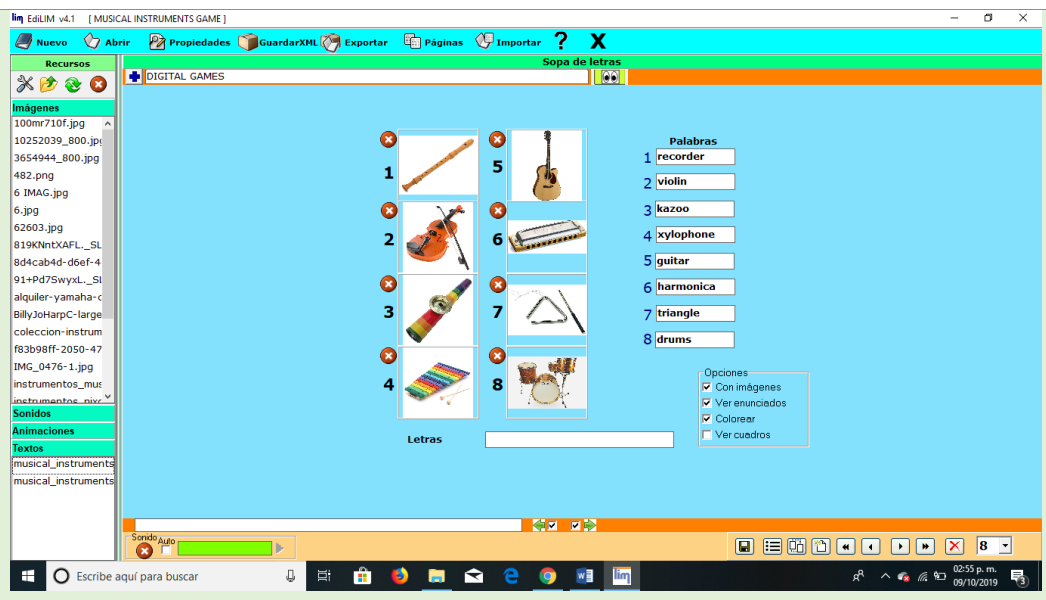 lim EdiLIM v4.1 [ MUSICAL INSTRUMENTS GAME ]
Nuevo Abrir Propiedades GuardarXML Exportar Páginas Importar ? X
Recursos
Sopa de letras
DIGITAL GAMES
Imágenes
100mr710f.jpg
10252039_800.jpg
3654944_800.jpg
482.png
6 IMAG.jpg
6.jpg
62603.jpg
819KNntXAFL._SL
8d4cab4d-d6ef-4
91+Pd7SwyxL._SL
alquiler-yamaha-c
BillyJoHarpC-large
coleccion-instrum
f83b98ff-2050-47
IMG_0476-1.jpg
instrumentos_mus
instrumentos_pixc
Sonidos
Animaciones
Textos
musical_instruments
musical_instruments
1
2
3
4
5
6
7
8
Palabras
1 recorder
2 violin
3 kazoo
4 xylophone
5 guitar
6 harmonica
7 triangle
8 drums
Opciones
Con imágenes
Ver enunciados
Colorear
Ver cuadros
Letras
Sonido Auto
8
Escribe aquí para buscar
lim
02:55 p. m.
09/10/2019
3